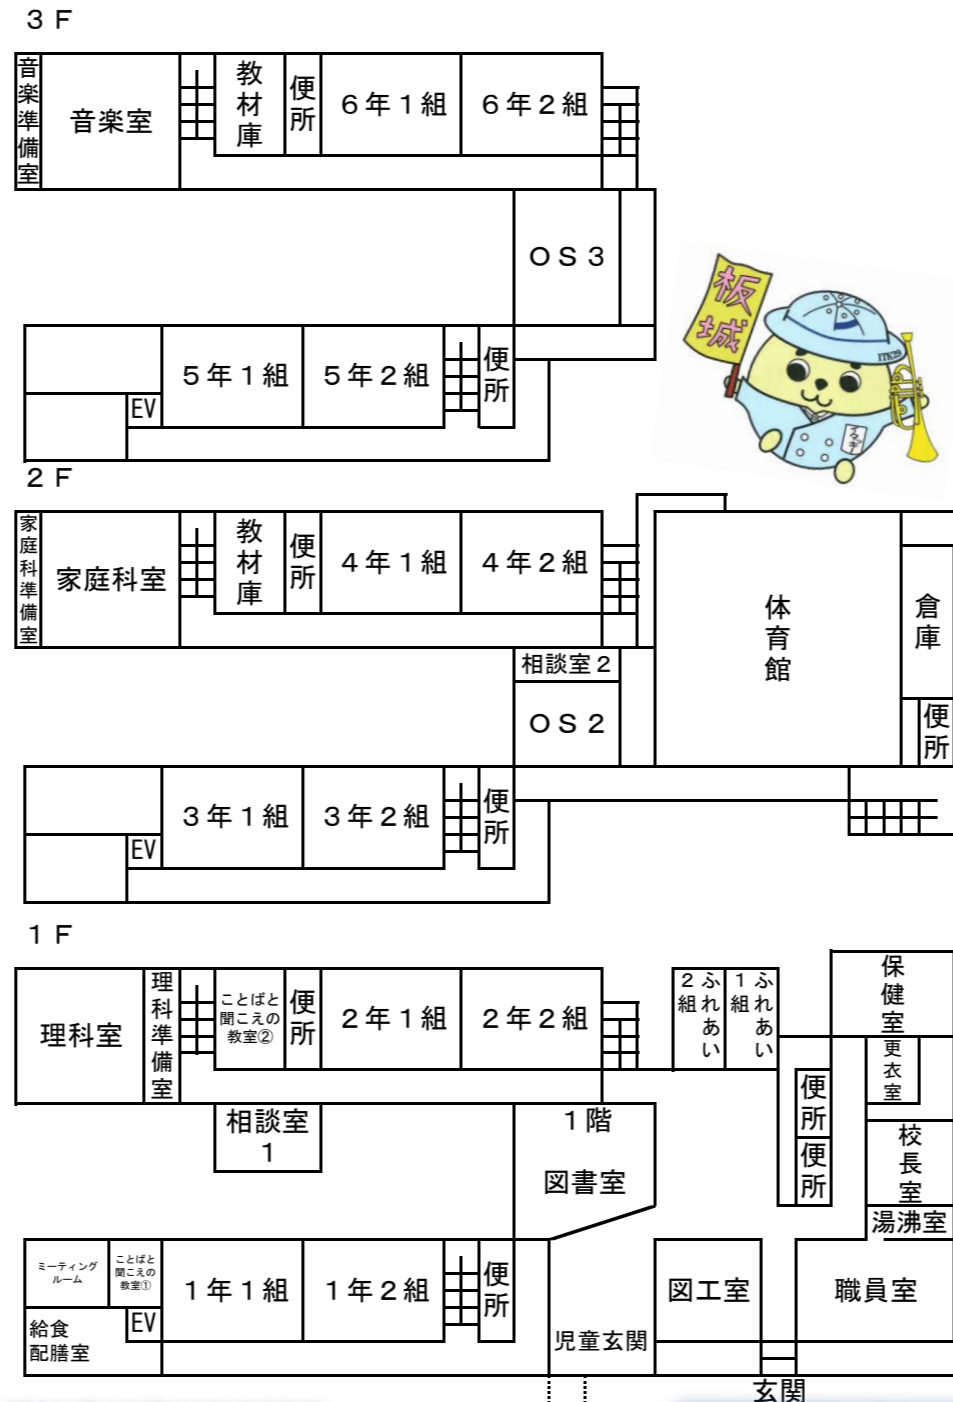 ３Ｆ
音楽準備室
音楽室
教材庫
便所
６年１組
６年２組
ＯＳ３
５年１組
５年２組
便所
EV
板城
ITK29
イタッキー
２Ｆ
家庭科準備室
家庭科室
教材庫
便所
４年１組
４年２組
体育館
倉庫
便所
相談室２
ＯＳ２
３年１組
３年２組
便所
EV
１Ｆ
理科室
理科準備室
ことばと
聞こえの
教室②
便所
２年１組
２年２組
ふれあい
２組
ふれあい
１組
保健室
更衣室
便所
便所
校長室
湯沸室
相談室
１
１階
図書室
ミーティング
ルーム
ことばと
聞こえの
教室①
１年１組
１年２組
便所
EV
給食
配膳室
児童玄関
図工室
職員室
玄関